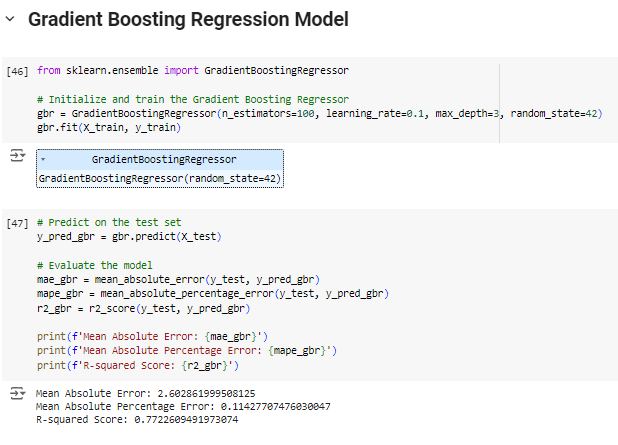 Gradient Boosting Regression Model
[46] from sklearn.ensemble import GradientBoostingRegressor
# Initialize and train the Gradient Boosting Regressor
gbr = GradientBoostingRegressor(n_estimators=100, learning_rate=0.1, max_depth=3, random_state=42)
gbr.fit(X_train, y_train)
GradientBoostingRegressor
GradientBoostingRegressor(random_state=42)
[47] # Predict on the test set
y_pred_gbr = gbr.predict(X_test)
# Evaluate the model
mae_gbr = mean_absolute_error(y_test, y_pred_gbr)
mape_gbr = mean_absolute_percentage_error(y_test, y_pred_gbr)
r2_gbr = r2_score(y_test, y_pred_gbr)
print(f'Mean Absolute Error: {mae_gbr}')
print(f'Mean Absolute Percentage Error: {mape_gbr}')
print(f'R-squared Score: {r2_gbr}')
Mean Absolute Error: 2.602861999508125
Mean Absolute Percentage Error: 0.11427707476030047
R-squared Score: 0.7722609491973074